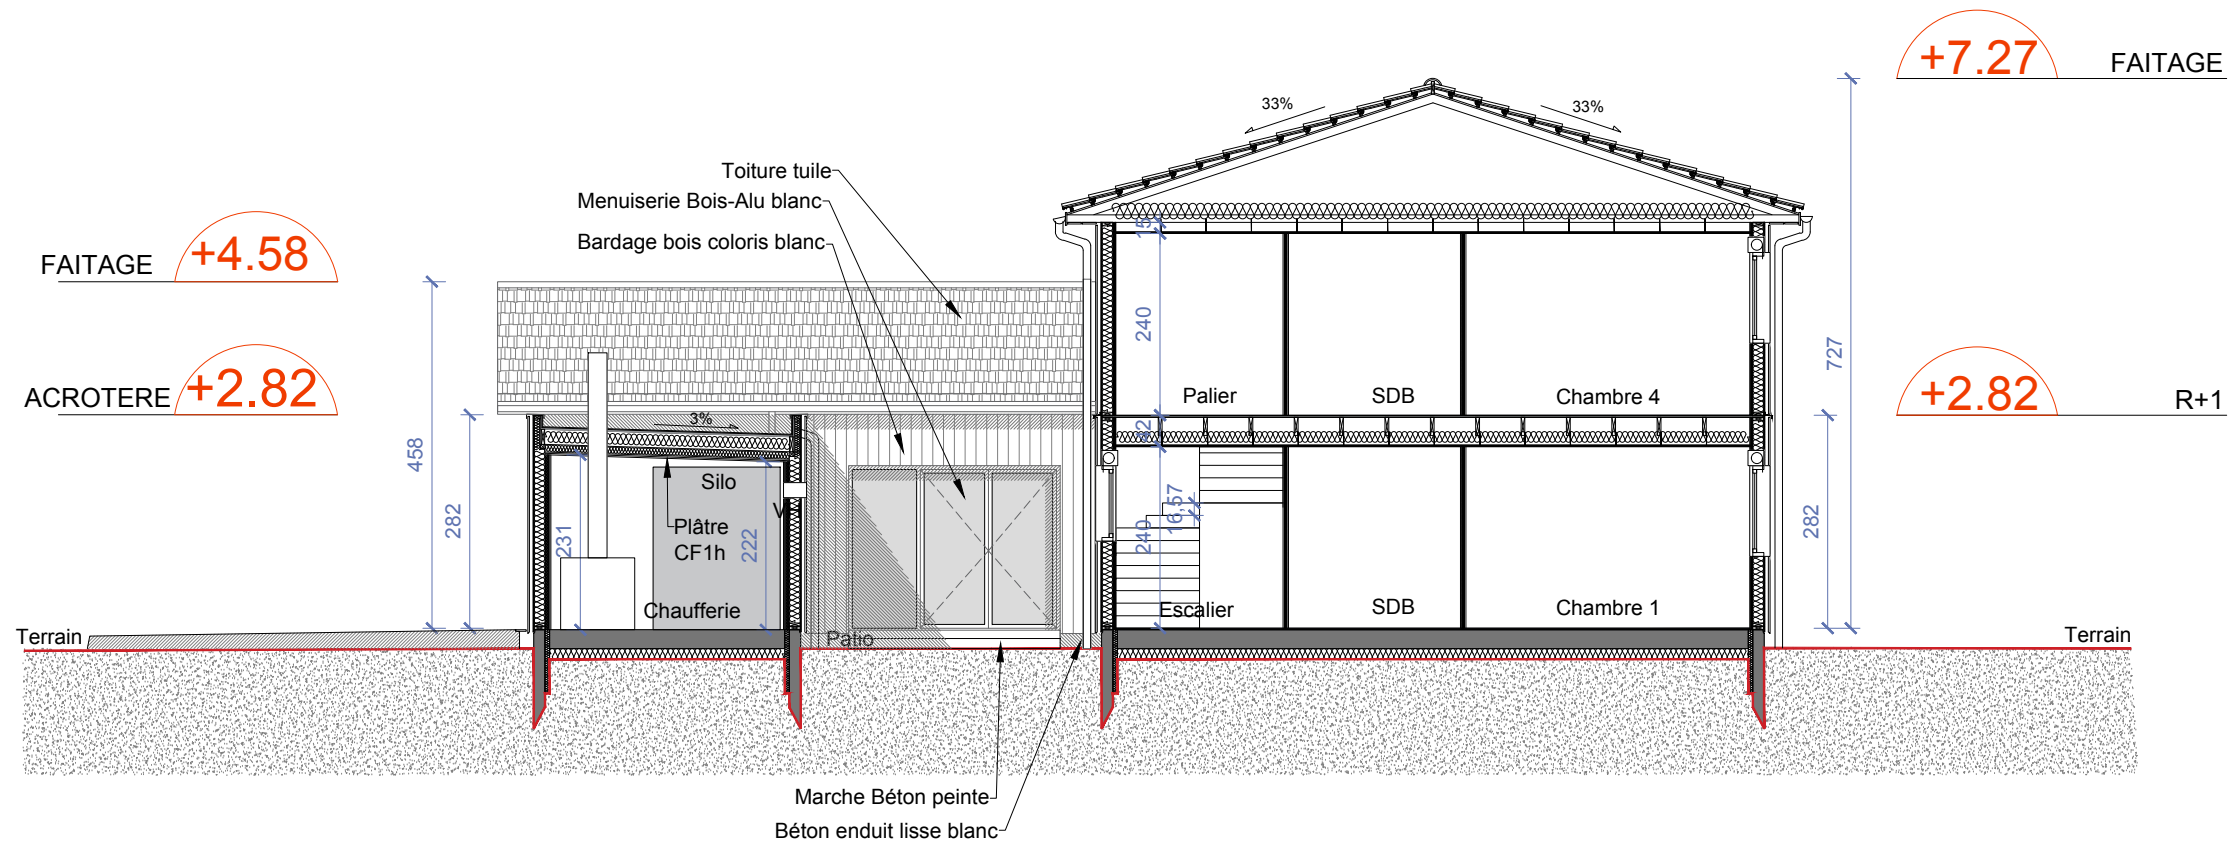 +7.27 FAITAGE
33%
33%
Toiture tuile
Menuiserie Bois-Alu blanc
Bardage bois coloris blanc
FAITAGE +4.58
15
240
727
ACROTERE +2.82
+2.82 R+1
Palier
SDB
Chambre 4
3%
42
458
282
231
222
Silo
Plâtre
CF1h
16,57
240
282
Chaufferie
Escalier
SDB
Chambre 1
Terrain
Patio
Terrain
Marche Béton peinte
Béton enduit lisse blanc